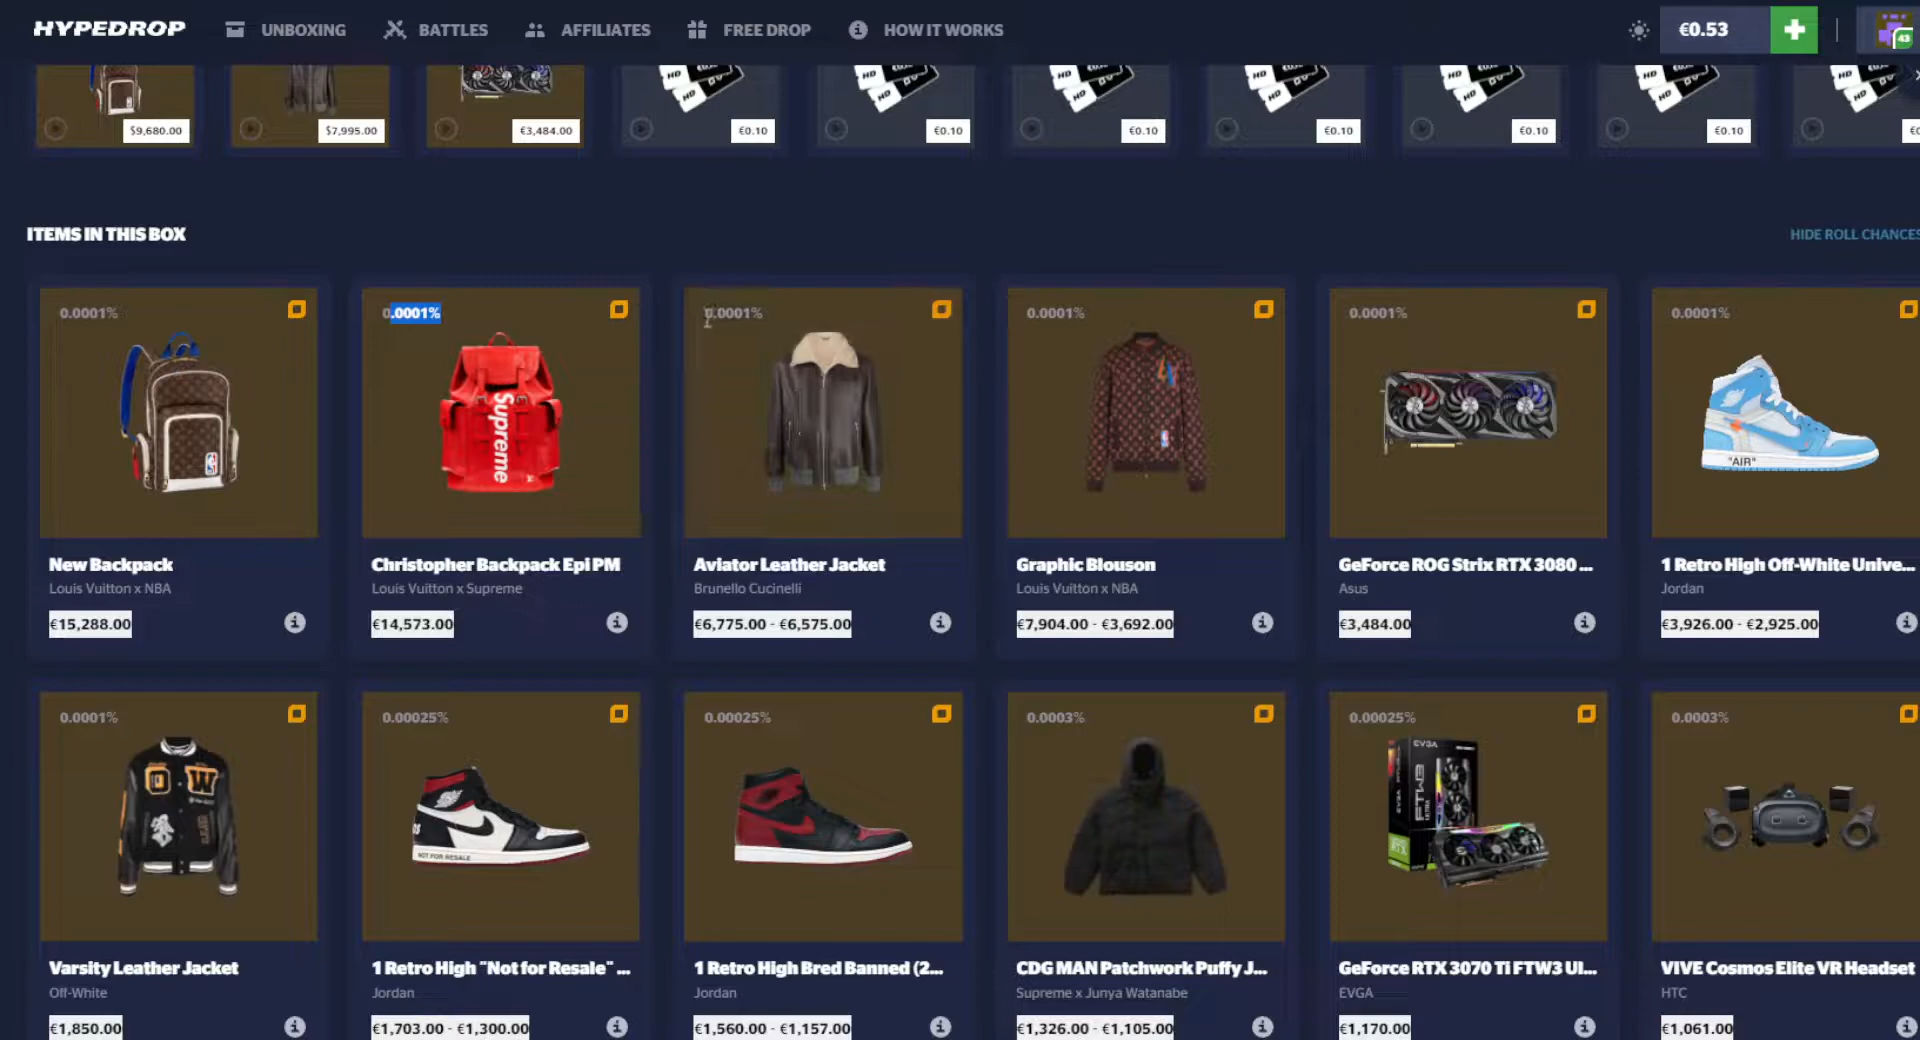 HYPEDROP UNBOXING BATTLES AFFILIATES FREE DROP HOW IT WORKS €0.53 43
$9,680.00 $7,995.00 €3,484.00 €0.10 €0.10 €0.10 €0.10 €0.10 €0.10
ITEMS IN THIS BOX HIDE ROLL CHANCES
0.0001% 0.0001% 0.0001% 0.0001% 0.0001% 0.0001%
Supreme
"AIR"
New Backpack Christopher Backpack Epi PM Aviator Leather Jacket Graphic Blouson GeForce ROG Strix RTX 3080 ... 1 Retro High Off-White Unive...
Louis Vuitton x NBA Louis Vuitton x Supreme Brunello Cucinelli Louis Vuitton x NBA Asus Jordan
€15,288.00 €14,573.00 €6,775.00 - €6,575.00 €7,904.00 - €3,692.00 €3,484.00 €3,926.00 - €2,925.00
0.0001% 0.00025% 0.00025% 0.0003% 0.00025% 0.0003%
EVGA
FTW3
O W
NOT FOR RESALE
Varsity Leather Jacket 1 Retro High "Not for Resale" ... 1 Retro High Bred Banned (2... CDG MAN Patchwork Puffy J... GeForce RTX 3070 Ti FTW3 Ul... VIVE Cosmos Elite VR Headset
Off-White Jordan Jordan Supreme x Junya Watanabe EVGA HTC
€1,850.00 €1,703.00 - €1,300.00 €1,560.00 - €1,157.00 €1,326.00 - €1,105.00 €1,170.00 €1,061.00